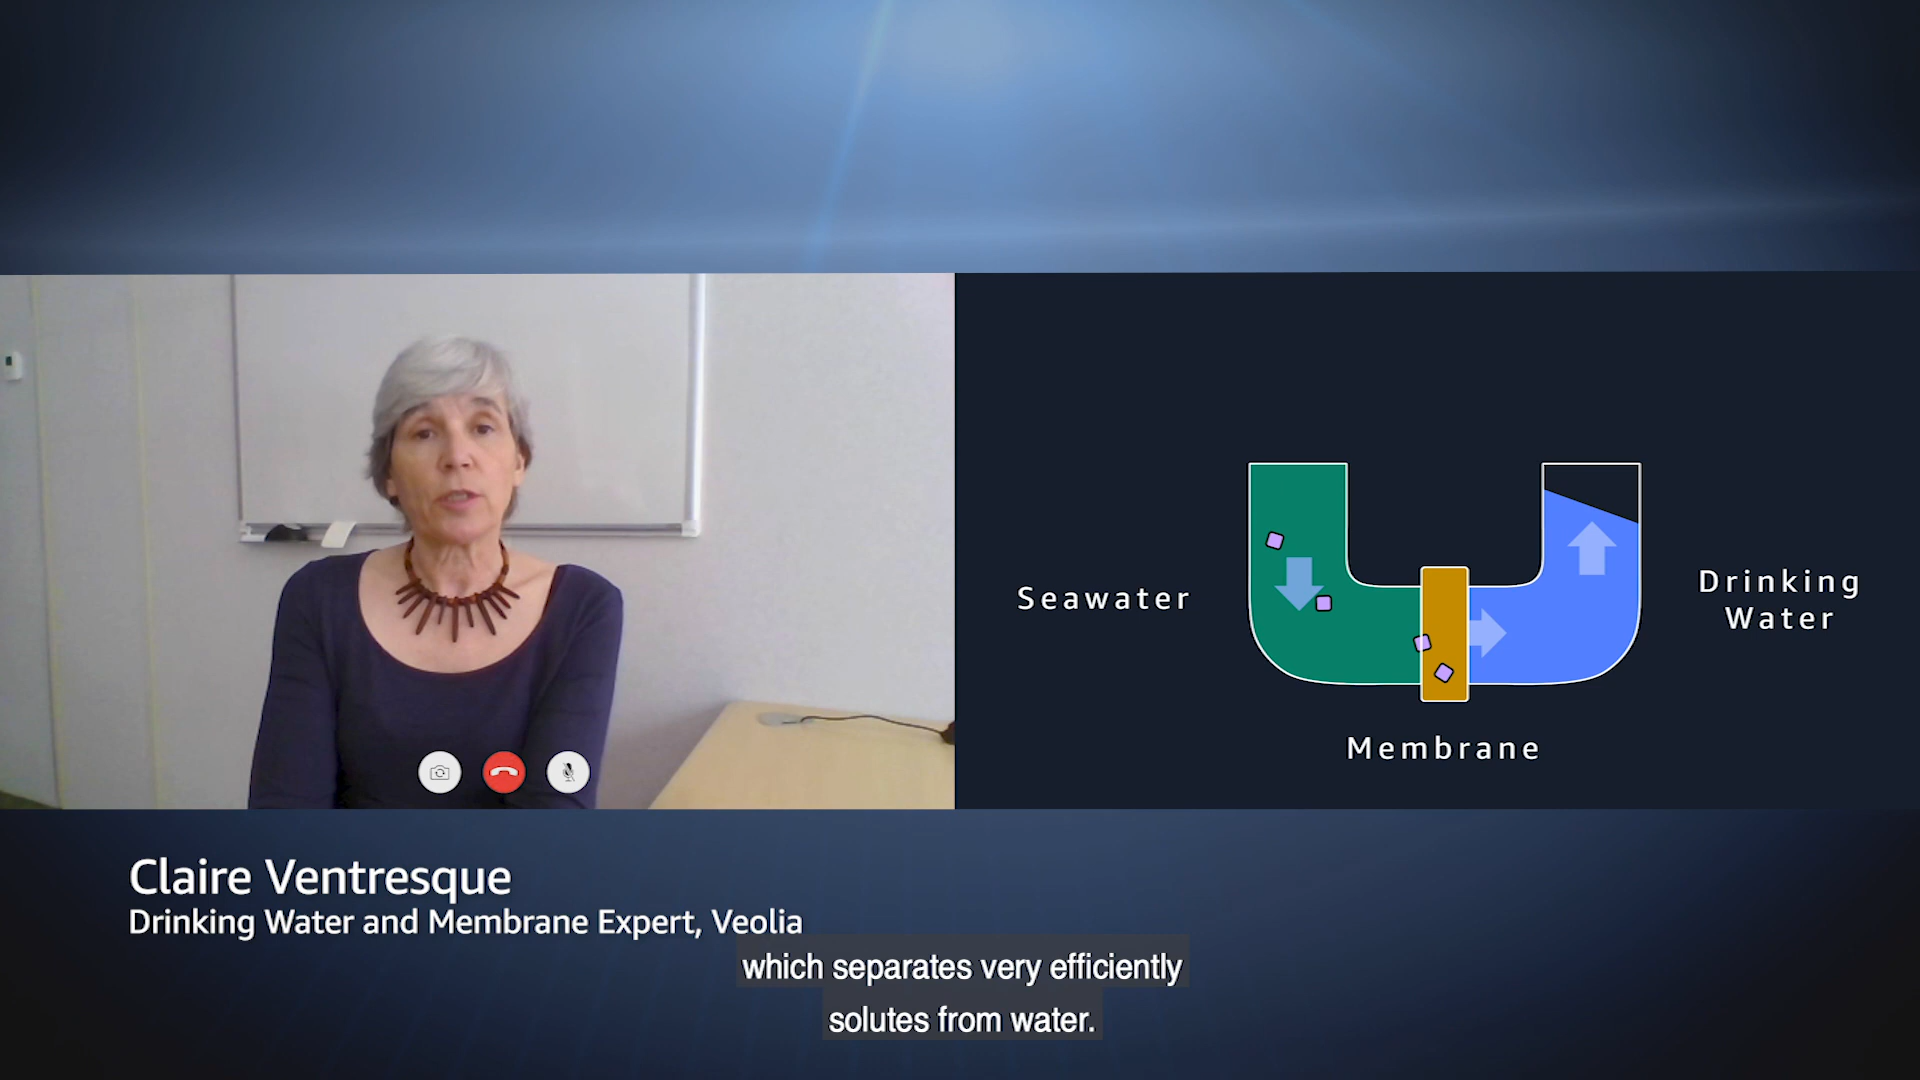 Seawater
Drinking
Water
Membrane
Claire Ventresque
Drinking Water and Membrane Expert, Veolia
which separates very efficiently
solutes from water.